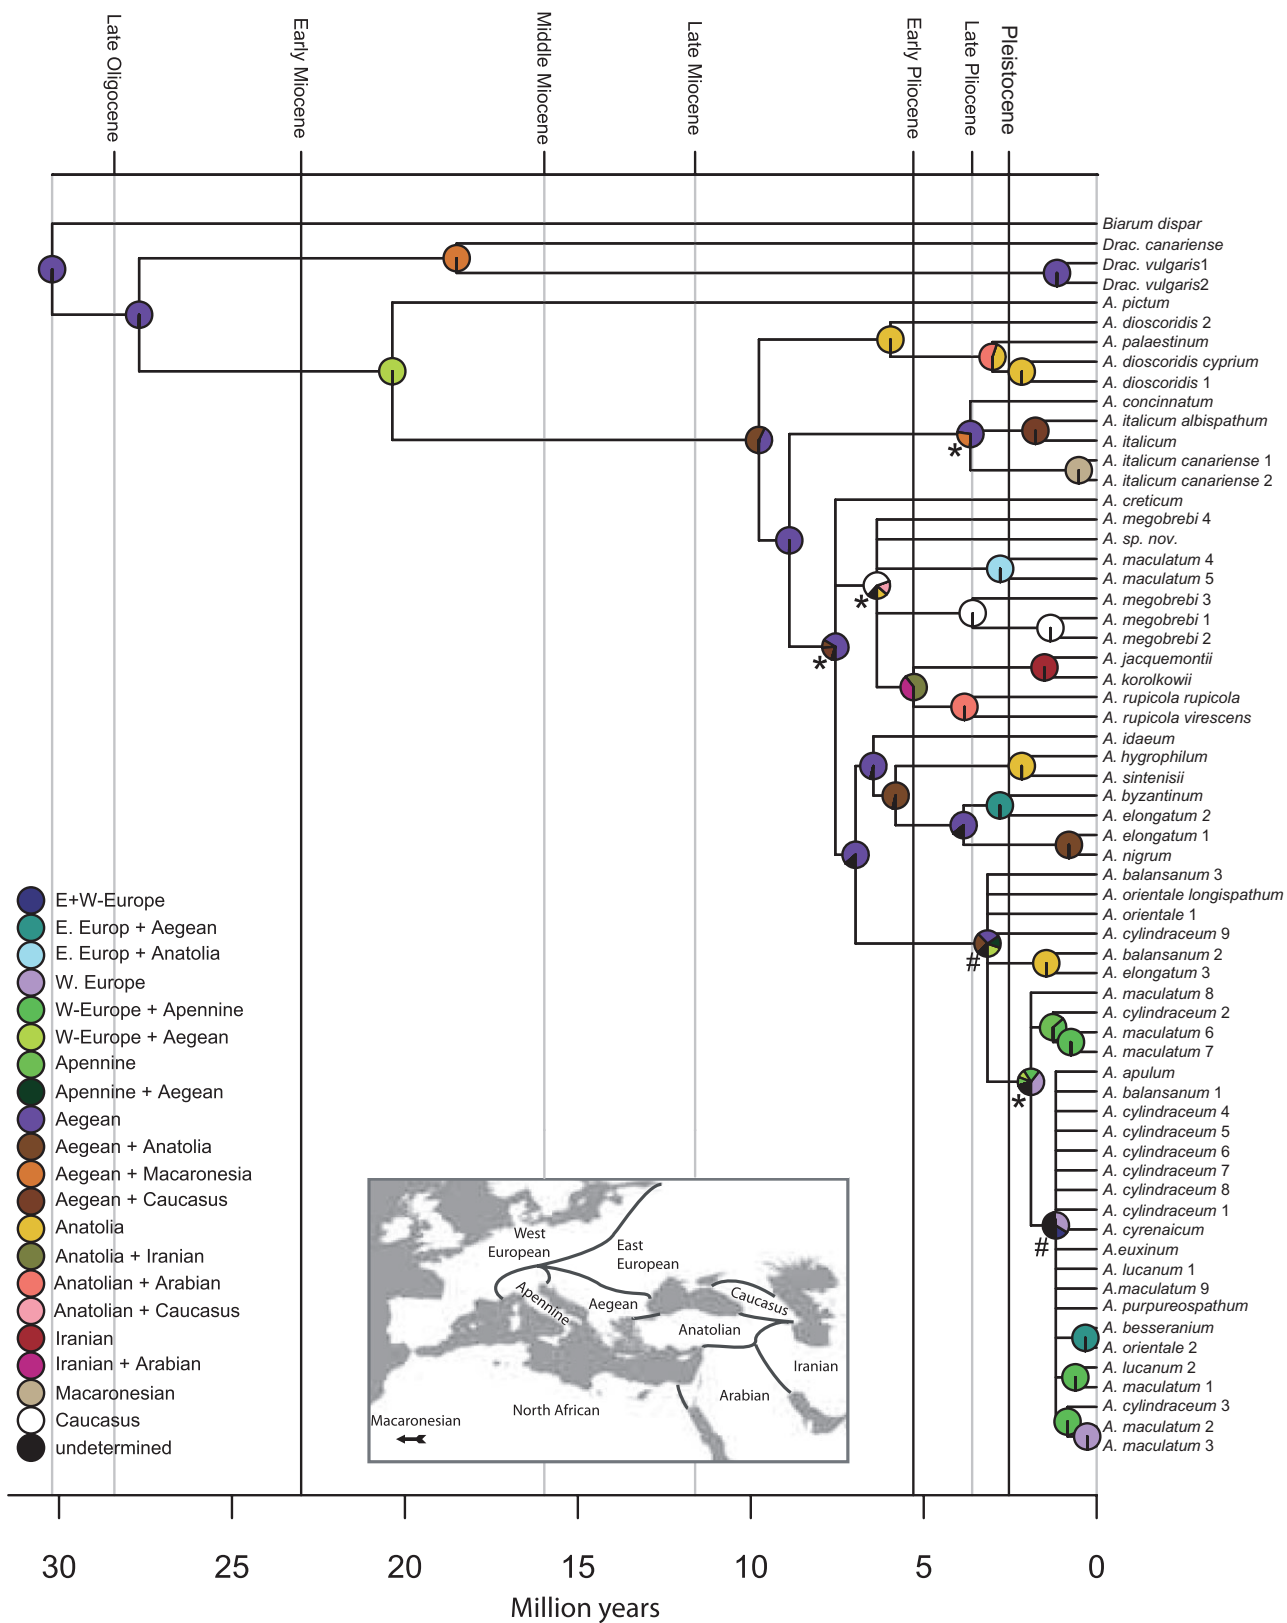 Late Oligocene
Early Miocene
Middle Miocene
Late Miocene
Early Pliocene
Late Pliocene
Pleistocene
Biarum dispar
Drac. canariense
Drac. vulgaris1
Drac. vulgaris2
A. pictum
A. dioscoridis 2
A. palaestinum
A. dioscoridis cyprium
A. dioscoridis 1
A. concinnatum
A. italicum albispathum
A. italicum
*
A. italicum canariense 1
A. italicum canariense 2
A. creticum
A. megobrebi 4
A. sp. nov.
A. maculatum 4
A. maculatum 5
*
A. megobrebi 3
A. megobrebi 1
A. megobrebi 2
*
A. jacquemontii
A. korolkowii
A. rupicola rupicola
A. rupicola virescens
A. idaeum
A. hygrophilum
A. sintenisii
A. byzantinum
A. elongatum 2
A. elongatum 1
A. nigrum
A. balansanum 3
A. orientale longispathum
A. orientale 1
A. cylindraceum 9
#
A. balansanum 2
A. elongatum 3
A. maculatum 8
A. cylindraceum 2
A. maculatum 6
A. maculatum 7
A. apulum
A. balansanum 1
*
A. cylindraceum 4
A. cylindraceum 5
A. cylindraceum 6
A. cylindraceum 7
A. cylindraceum 8
A. cylindraceum 1
A. cyrenaicum
#
A.euxinum
A. lucanum 1
A.maculatum 9
A. purpureospathum
A. besseranium
A. orientale 2
A. lucanum 2
A. maculatum 1
A. cylindraceum 3
A. maculatum 2
A. maculatum 3
E+W-Europe
E. Europ + Aegean
E. Europ + Anatolia
W. Europe
W-Europe + Apennine
W-Europe + Aegean
Apennine
Apennine + Aegean
Aegean
Aegean + Anatolia
Aegean + Macaronesia
Aegean + Caucasus
Anatolia
Anatolia + Iranian
Anatolian + Arabian
Anatolian + Caucasus
Iranian
Iranian + Arabian
Macaronesian
Caucasus
undetermined
West
European
East
European
Apennine
Aegean
Caucasus
Anatolian
Iranian
Arabian
North African
Macaronesian
30 25 20 15 10 5 0
Million years